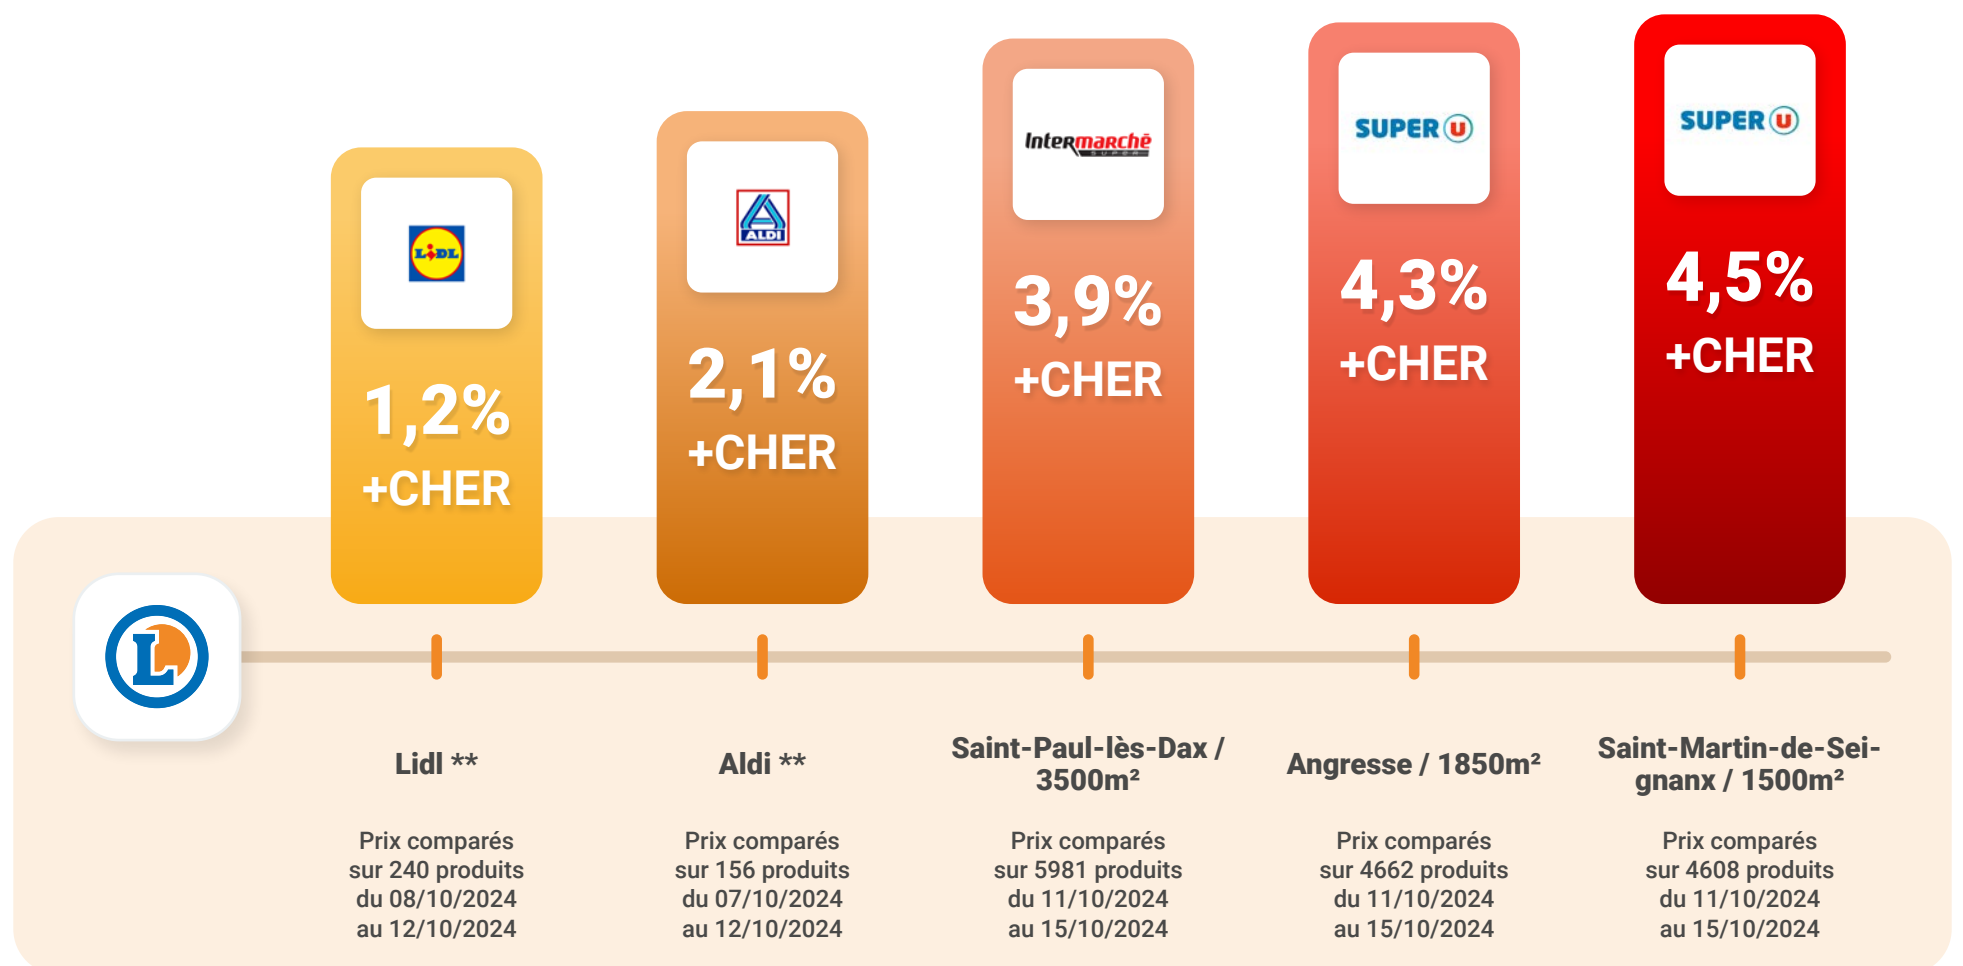 LIDL
1,2%
+CHER
ALDI
2,1%
+CHER
Intermarchē
SUPER
3,9%
+CHER
SUPER U
4,3%
+CHER
SUPER U
4,5%
+CHER
L
Lidl **
Prix comparés
sur 240 produits
du 08/10/2024
au 12/10/2024
Aldi **
Prix comparés
sur 156 produits
du 07/10/2024
au 12/10/2024
Saint-Paul-lès-Dax /
3500m²
Prix comparés
sur 5981 produits
du 11/10/2024
au 15/10/2024
Angresse / 1850m²
Prix comparés
sur 4662 produits
du 11/10/2024
au 15/10/2024
Saint-Martin-de-Sei-
gnanx / 1500m²
Prix comparés
sur 4608 produits
du 11/10/2024
au 15/10/2024